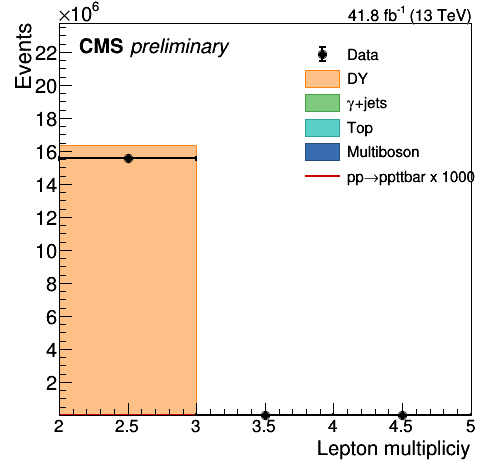 ×10⁶
41.8 fb⁻¹ (13 TeV)
Events
CMS preliminary
Data
DY
γ+jets
Top
Multiboson
pp→ppttbar x 1000
22
20
18
16
14
12
10
8
6
4
2
2 2.5 3 3.5 4 4.5 5
Lepton multipliciy